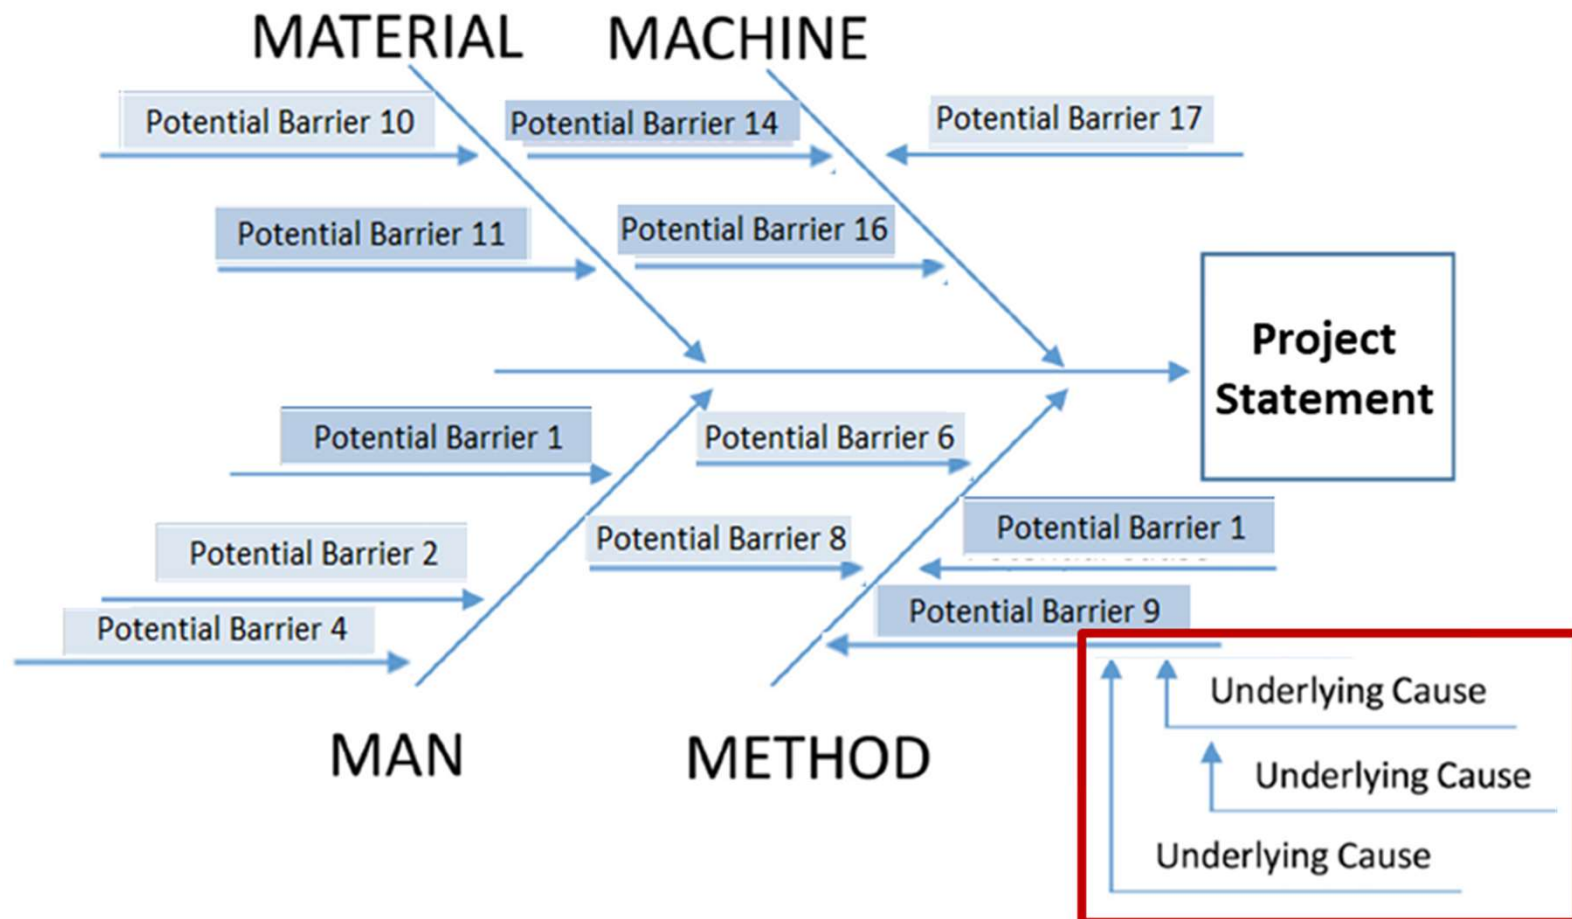 MATERIAL
MACHINE
Potential Barrier 10
Potential Barrier 14
Potential Barrier 17
Potential Barrier 11
Potential Barrier 16
Project
Statement
Potential Barrier 1
Potential Barrier 6
Potential Barrier 2
Potential Barrier 8
Potential Barrier 1
Potential Barrier 4
Potential Barrier 9
MAN
METHOD
Underlying Cause
Underlying Cause
Underlying Cause